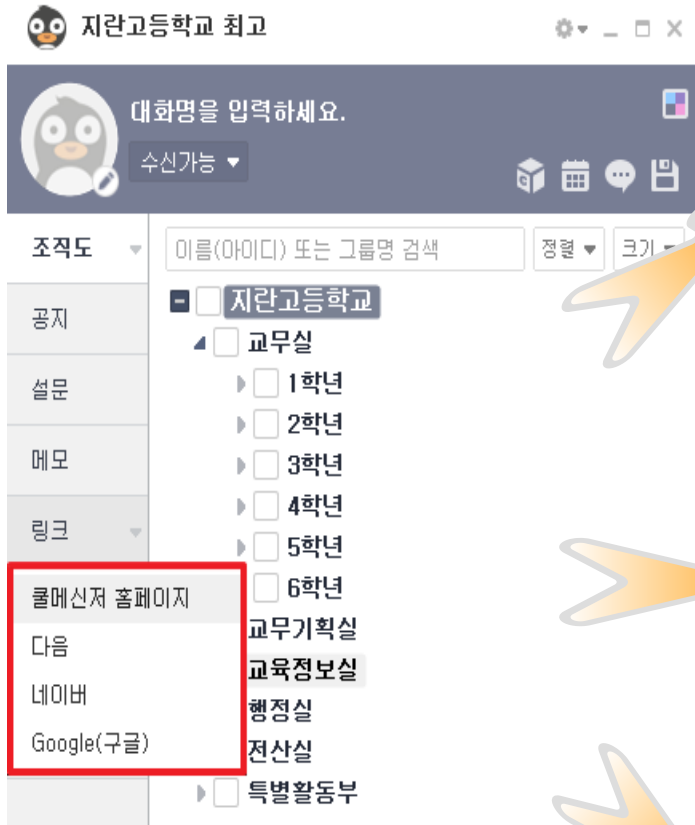 지란고등학교 최고
대화명을 입력하세요.
수신가능
조직도
이름(아이디) 또는 그룹명 검색
정렬
크기
공지
설문
메모
링크
지란고등학교
교무실
1학년
2학년
3학년
4학년
5학년
6학년
교무기획실
교육정보실
행정실
전산실
특별활동부
쿨메신저 홈페이지
다음
네이버
Google(구글)